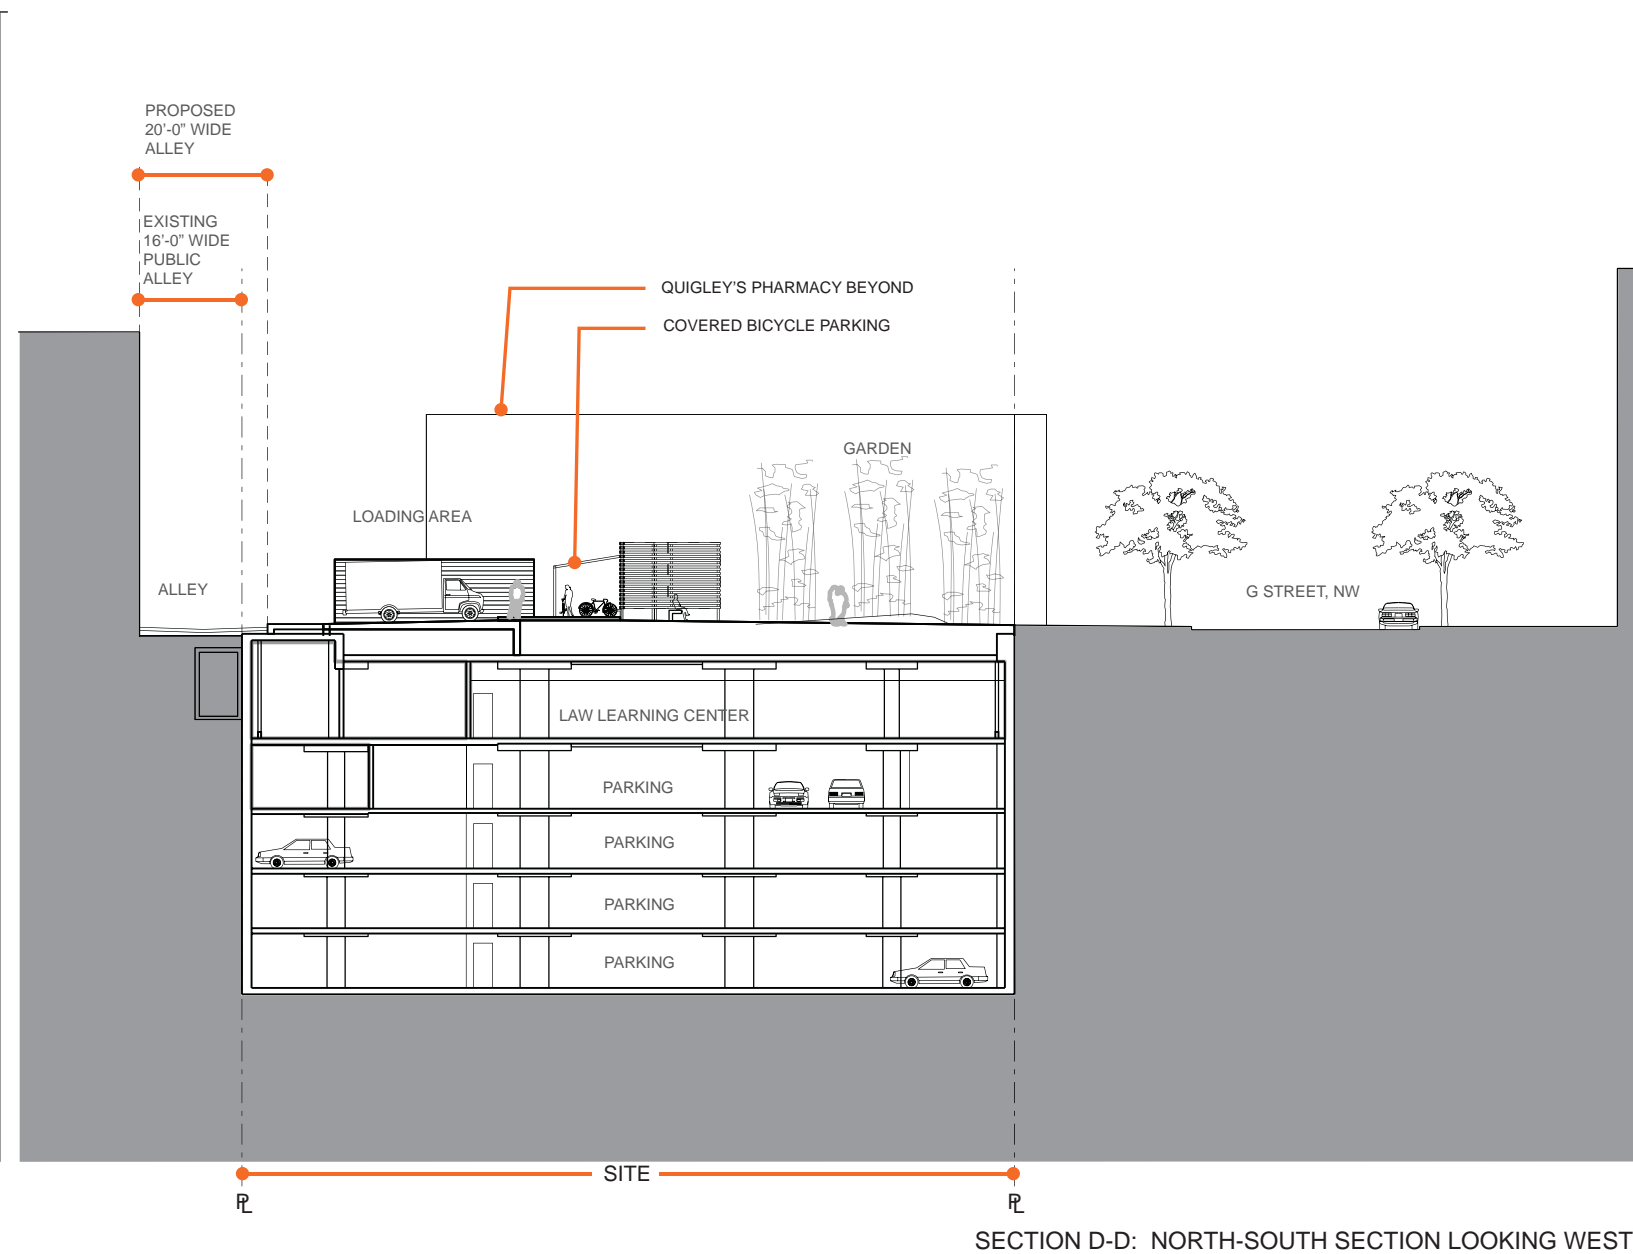 PROPOSED
20’-0” WIDE
ALLEY
EXISTING
16’-0” WIDE
PUBLIC
ALLEY
QUIGLEY’S PHARMACY BEYOND
COVERED BICYCLE PARKING
GARDEN
LOADING AREA
ALLEY
G STREET, NW
LAW LEARNING CENTER
PARKING
PARKING
PARKING
PARKING
SITE
PL
PL
SECTION D-D: NORTH-SOUTH SECTION LOOKING WEST